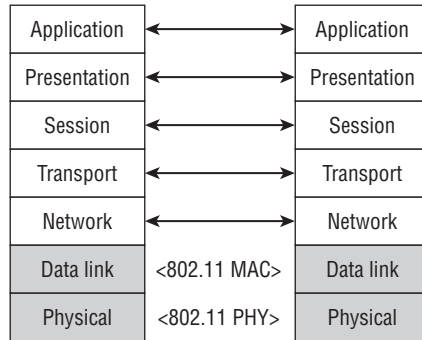 Application Application
Presentation Presentation
Session Session
Transport Transport
Network Network
Data link <802.11 MAC> Data link
Physical <802.11 PHY> Physical